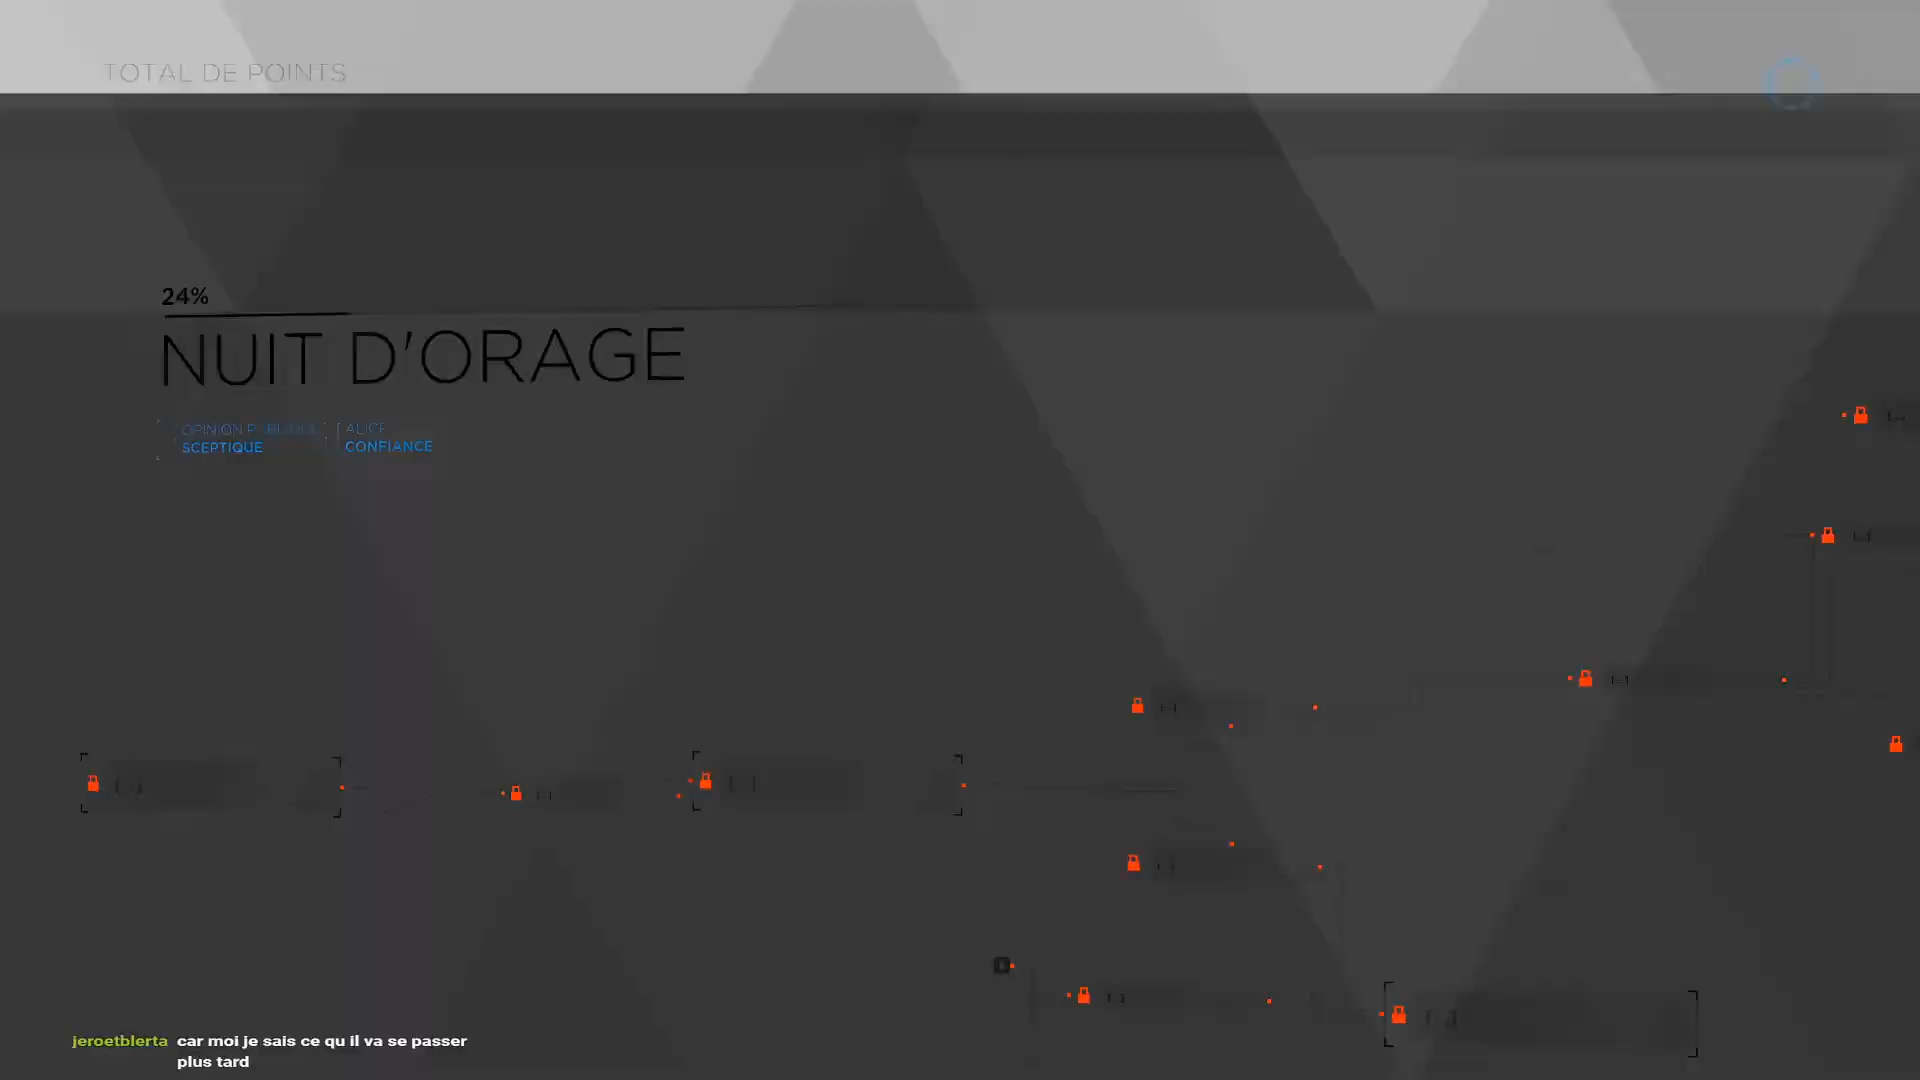 TOTAL DE POINTS
24%
NUIT D'ORAGE
OPINION PUBLIQUE
SCEPTIQUE
ALICE
CONFIANCE
jeroetblerta car moi je sais ce qu il va se passer
plus tard